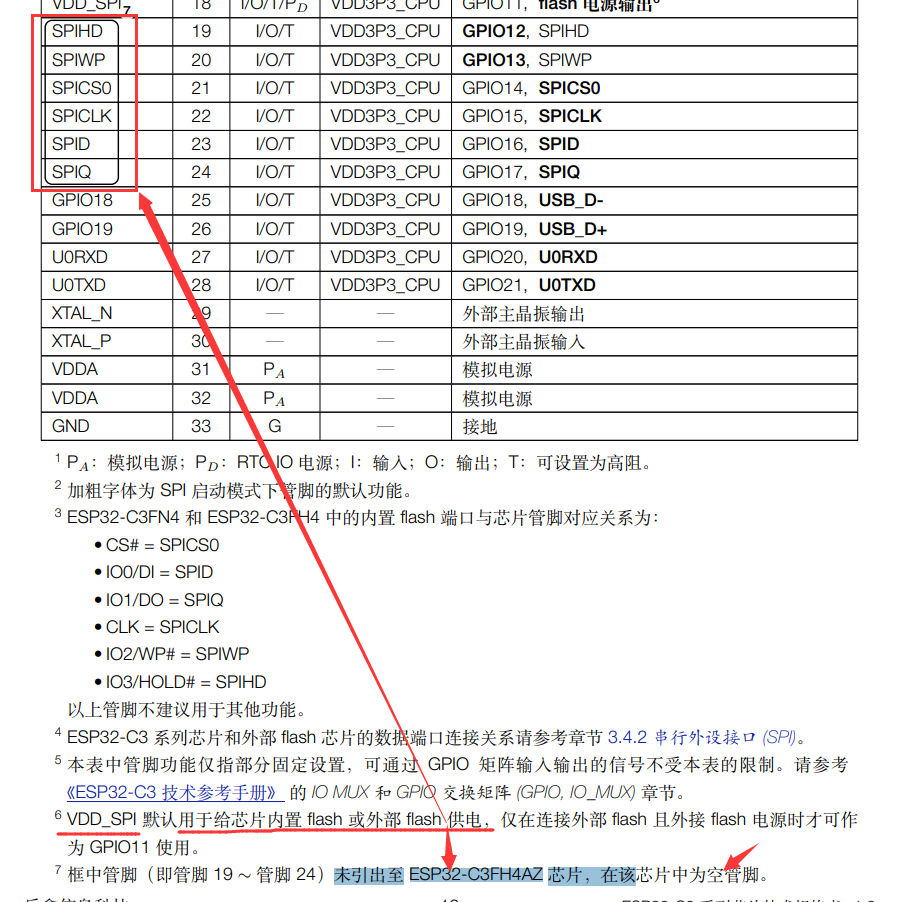 VDD_SPI 7 18 I/O/T/PD VDD3P3_CPU GPIO11, flash 电源输出6
SPIHD 19 I/O/T VDD3P3_CPU GPIO12, SPIHD
SPIWP 20 I/O/T VDD3P3_CPU GPIO13, SPIWP
SPICS0 21 I/O/T VDD3P3_CPU GPIO14, SPICS0
SPICLK 22 I/O/T VDD3P3_CPU GPIO15, SPICLK
SPID 23 I/O/T VDD3P3_CPU GPIO16, SPID
SPIQ 24 I/O/T VDD3P3_CPU GPIO17, SPIQ
GPIO18 25 I/O/T VDD3P3_CPU GPIO18, USB_D-
GPIO19 26 I/O/T VDD3P3_CPU GPIO19, USB_D+
U0RXD 27 I/O/T VDD3P3_CPU GPIO20, U0RXD
U0TXD 28 I/O/T VDD3P3_CPU GPIO21, U0TXD
XTAL_N 29 — — 外部主晶振输出
XTAL_P 30 — — 外部主晶振输入
VDDA 31 PA — 模拟电源
VDDA 32 PA — 模拟电源
GND 33 G — 接地
1 PA：模拟电源；PD：RTC IO 电源；I：输入；O：输出；T：可设置为高阻。
2 加粗字体为 SPI 启动模式下管脚的默认功能。
3 ESP32-C3FN4 和 ESP32-C3FH4 中的内置 flash 端口与芯片管脚对应关系为：
• CS# = SPICS0
• IO0/DI = SPID
• IO1/DO = SPIQ
• CLK = SPICLK
• IO2/WP# = SPIWP
• IO3/HOLD# = SPIHD
以上管脚不建议用于其他功能。
4 ESP32-C3 系列芯片和外部 flash 芯片的数据端口连接关系请参考章节 3.4.2 串行外设接口 (SPI)。
5 本表中管脚功能仅指部分固定设置，可通过 GPIO 矩阵输入输出的信号不受本表的限制。请参考
《ESP32-C3 技术参考手册》 的 IO MUX 和 GPIO 交换矩阵 (GPIO, IO_MUX) 章节。
6 VDD_SPI 默认用于给芯片内置 flash 或外部 flash 供电，仅在连接外部 flash 且外接 flash 电源时才可作
为 GPIO11 使用。
7 框中管脚（即管脚 19 ~ 管脚 24）未引出至 ESP32-C3FH4AZ 芯片，在该芯片中为空管脚。